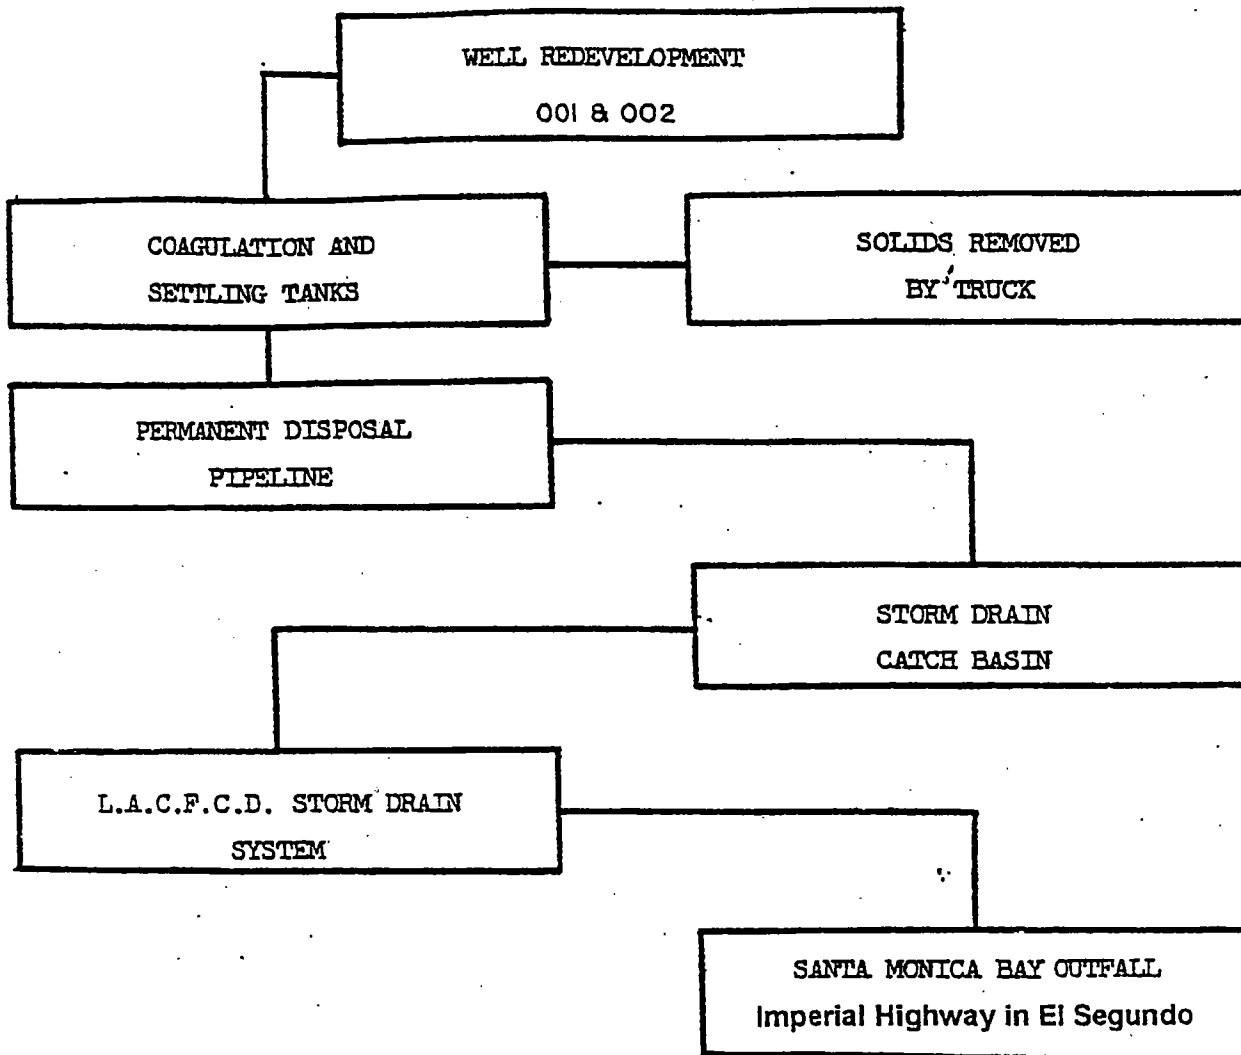 WELL REDEVELOPMENT
001 & 002
COAGULATION AND
SETTLING TANKS
SOLIDS REMOVED
BY TRUCK
PERMANENT DISPOSAL
PIPELINE
STORM DRAIN
CATCH BASIN
L.A.C.F.C.D. STORM DRAIN
SYSTEM
SANTA MONICA BAY OUTFALL
Imperial Highway in El Segundo